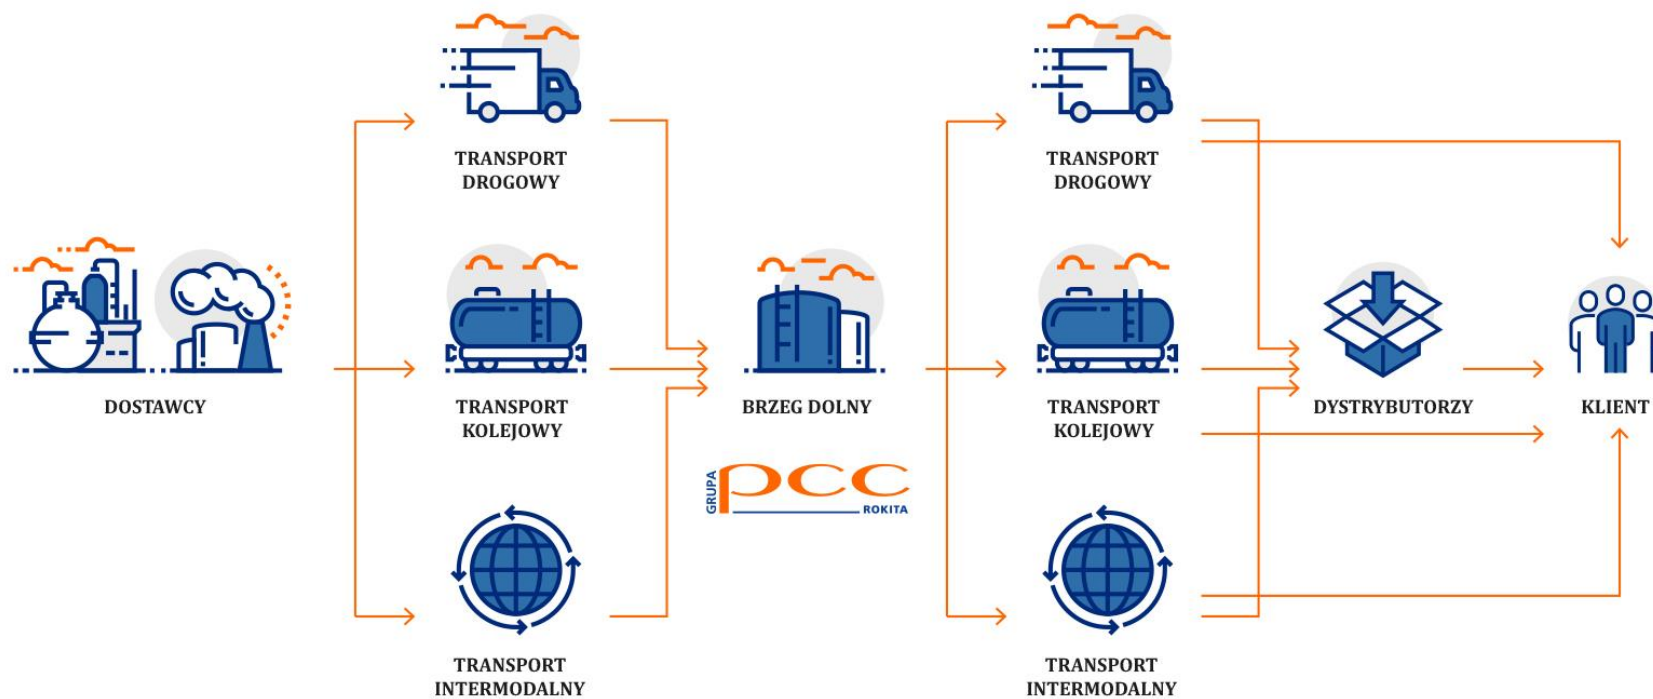 TRANSPORT
DROGOWY
TRANSPORT
DROGOWY
DOSTAWCY
TRANSPORT
KOLEJOWY
BRZEG DOLNY
TRANSPORT
KOLEJOWY
DYSTRYBUTORZY
KLIENT
GRUPA
pcc
ROKITA
TRANSPORT
INTERMODALNY
TRANSPORT
INTERMODALNY